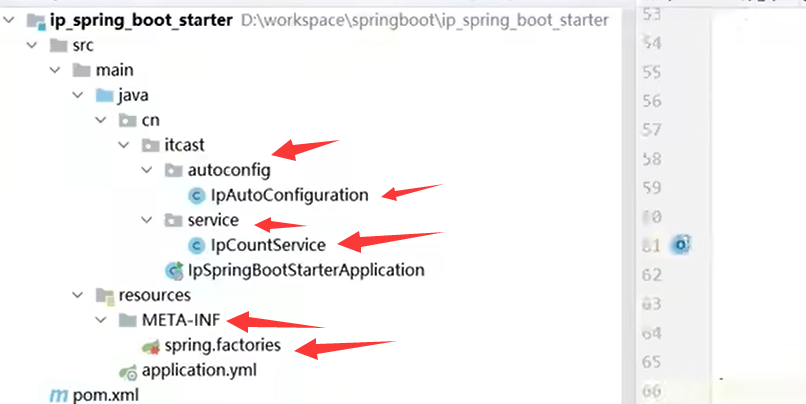 ip_spring_boot_starter D:\workspace\springboot\ip_spring_boot_starter
src
main
java
cn
itcast
autoconfig
IpAutoConfiguration
service
IpCountService
IpSpringBootStarterApplication
resources
META-INF
spring.factories
application.yml
pom.xml
53
54
55
56
57
58
59
60
61
62
63
64
65
66